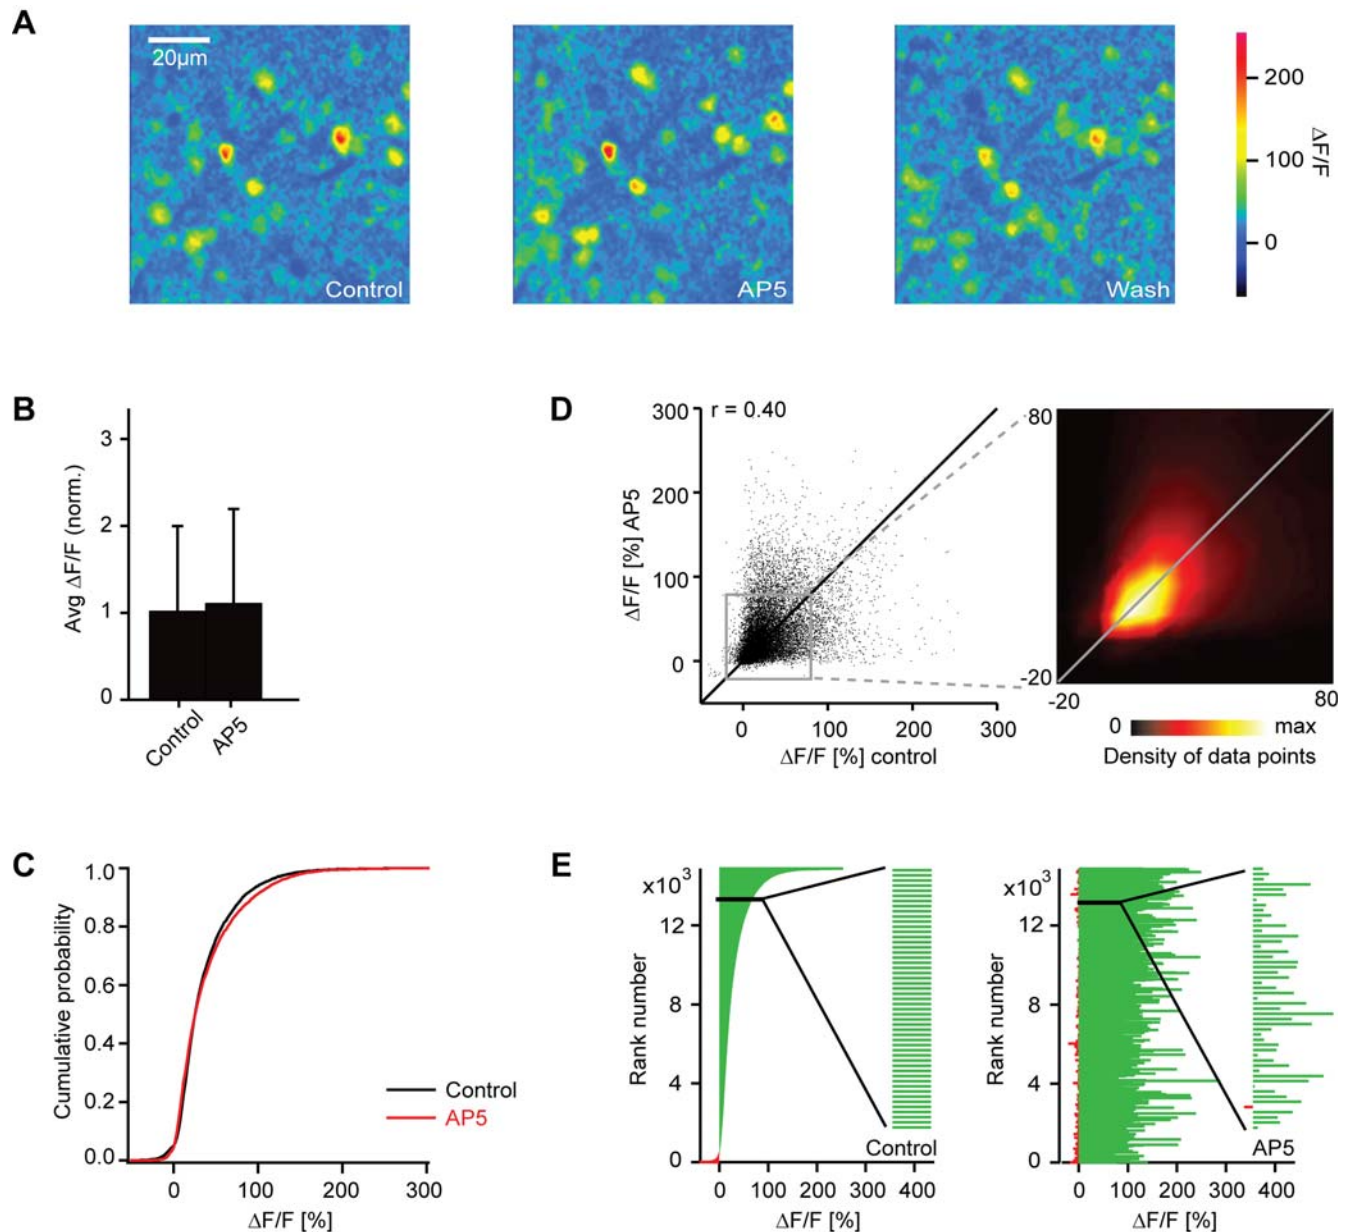 A
20µm
Control
AP5
Wash
200
100
0
ΔF/F
B
Avg ΔF/F (norm.)
3
2
1
0
Control
AP5
D
r = 0.40
ΔF/F [%] AP5
300
200
100
0
0 100 200 300
ΔF/F [%] control
80
-20
-20 80
0 max
Density of data points
C
Cumulative probability
1.0
0.8
0.6
0.4
0.2
0.0
Control
AP5
0 100 200 300
ΔF/F [%]
E
x10³
Rank number
12
8
4
0
Control
0 100 200 300 400
ΔF/F [%]
x10³
Rank number
12
8
4
0
AP5
0 100 200 300 400
ΔF/F [%]